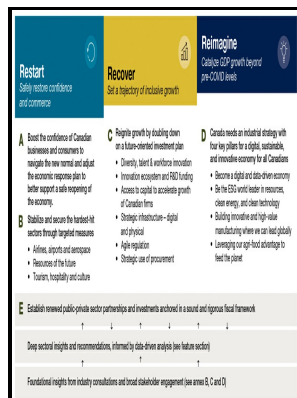 Restart
Safely restore confidence
and commerce
Recover
Set a trajectory of inclusive growth
Reimagine
Catalyze GDP growth beyond
pre-COVID levels
A Boost the confidence of Canadian
businesses and consumers to
navigate the new normal and adjust
the economic response plan to
better support a safe reopening of
the economy.
B Stabilize and secure the hardest-hit
sectors through targeted measures
• Airlines, airports and aerospace
• Resources of the future
• Tourism, hospitality and culture
C Reignite growth by doubling down
on a future-oriented investment plan
• Diversity, talent & workforce innovation
• Innovation ecosystem and R&D funding
• Access to capital to accelerate growth
of Canadian firms
• Strategic infrastructure – digital
and physical
• Agile regulation
• Strategic use of procurement
D Canada needs an industrial strategy with
four key pillars for a digital, sustainable,
and innovative economy for all Canadians
• Become a digital and data-driven economy
• Be the ESG world leader in resources,
clean energy, and clean technology
• Building innovative and high-value
manufacturing where we can lead globally
• Leveraging our agri-food advantage to
feed the planet
E Establish renewed public-private sector partnerships and investments anchored in a sound and rigorous fiscal framework
Deep sectoral insights and recommendations, informed by data-driven analysis (see feature section)
Foundational insights from industry consultations and broad stakeholder engagement (see annex B, C and D)